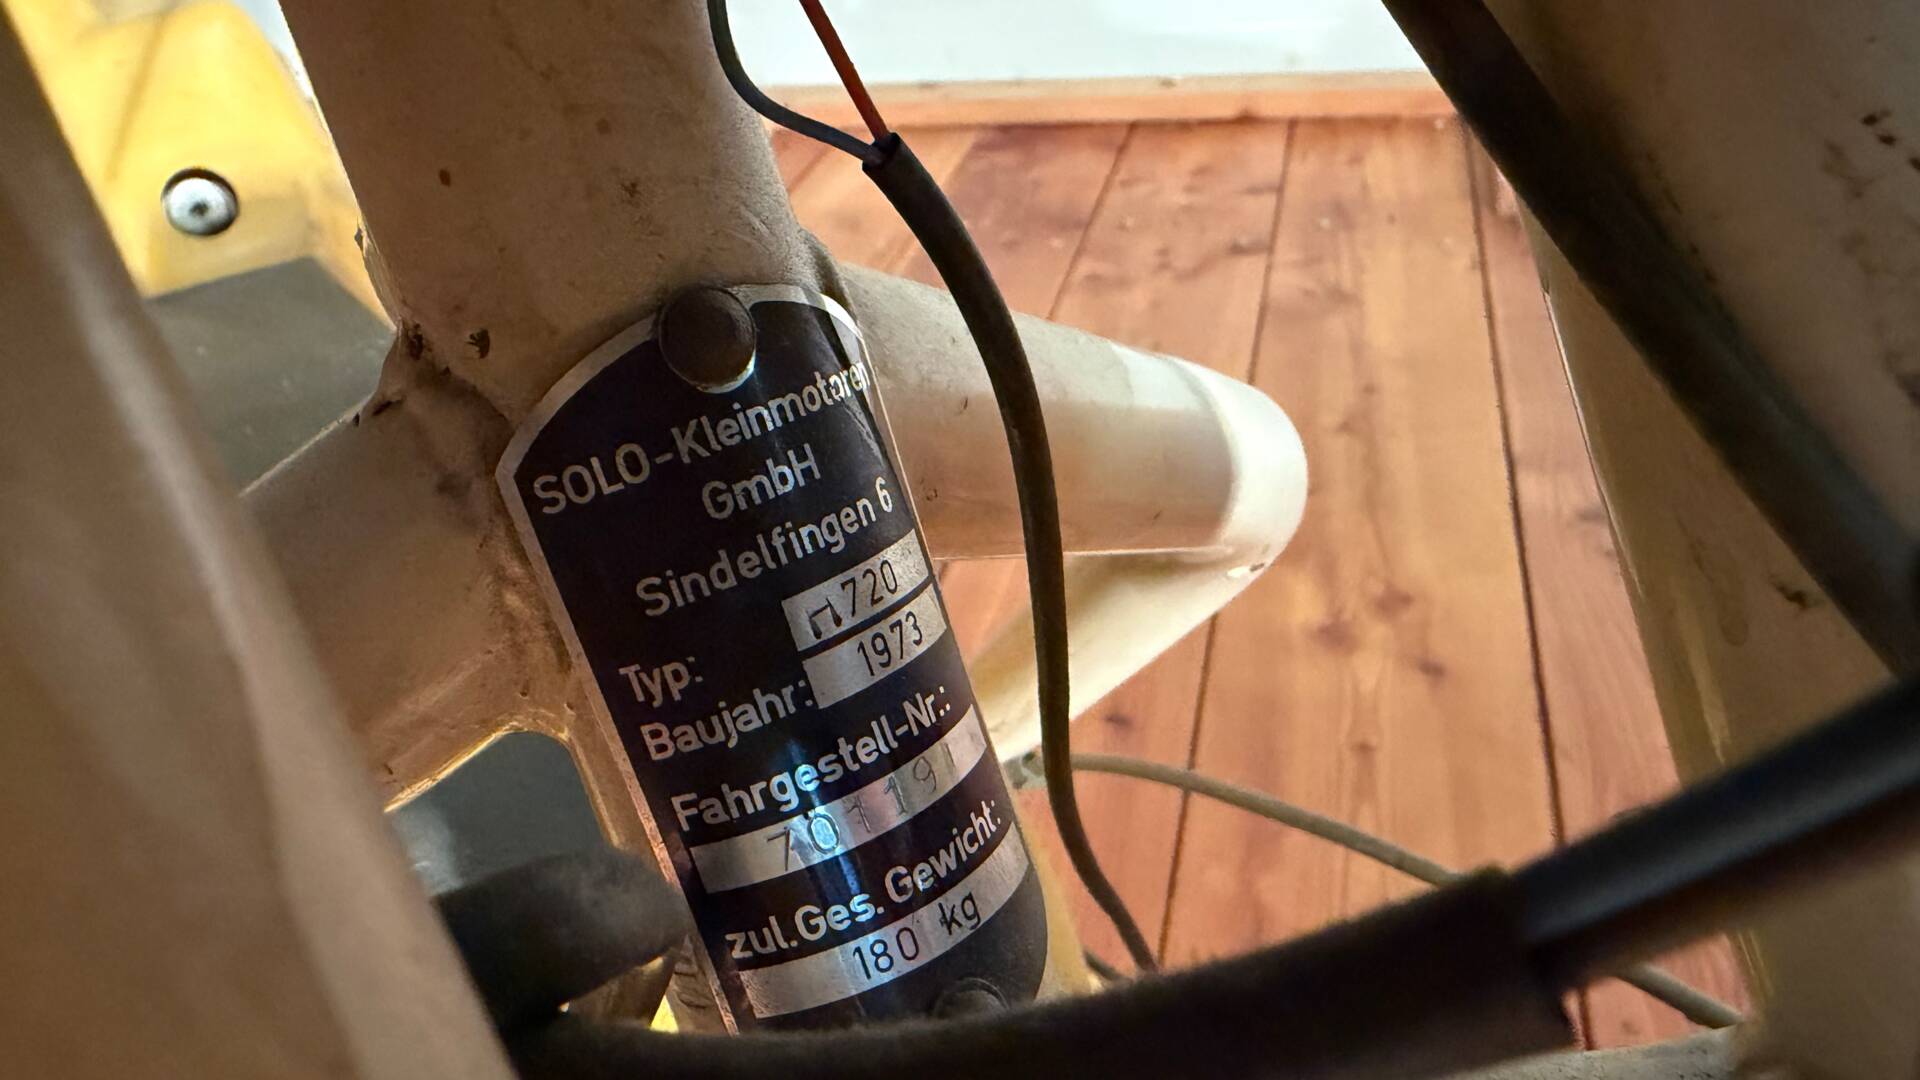 SOLO-Kleinmotoren
GmbH
Sindelfingen 6
Typ: 720
Baujahr: 1973
Fahrgestell-Nr.:
zul.Ges.Gewicht:
180 kg